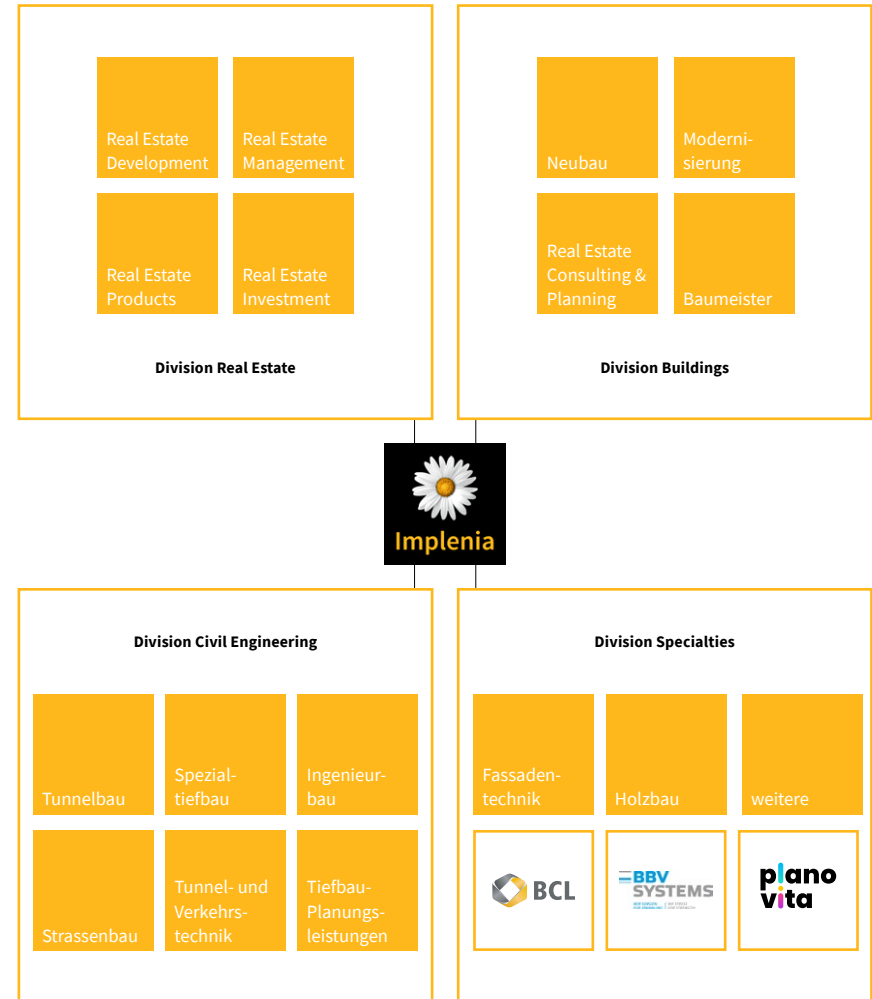 Real Estate
Development
Real Estate
Management
Real Estate
Products
Real Estate
Investment
Division Real Estate
Neubau
Moderni-
sierung
Real Estate
Consulting &
Planning
Baumeister
Division Buildings
Implenia
Division Civil Engineering
Tunnelbau
Spezial-
tiefbau
Ingenieur-
bau
Strassenbau
Tunnel- und
Verkehrs-
technik
Tiefbau-
Planungs-
leistungen
Division Specialties
Fassaden-
technik
Holzbau
weitere
BCL
BBV
SYSTEMS
plano
vita